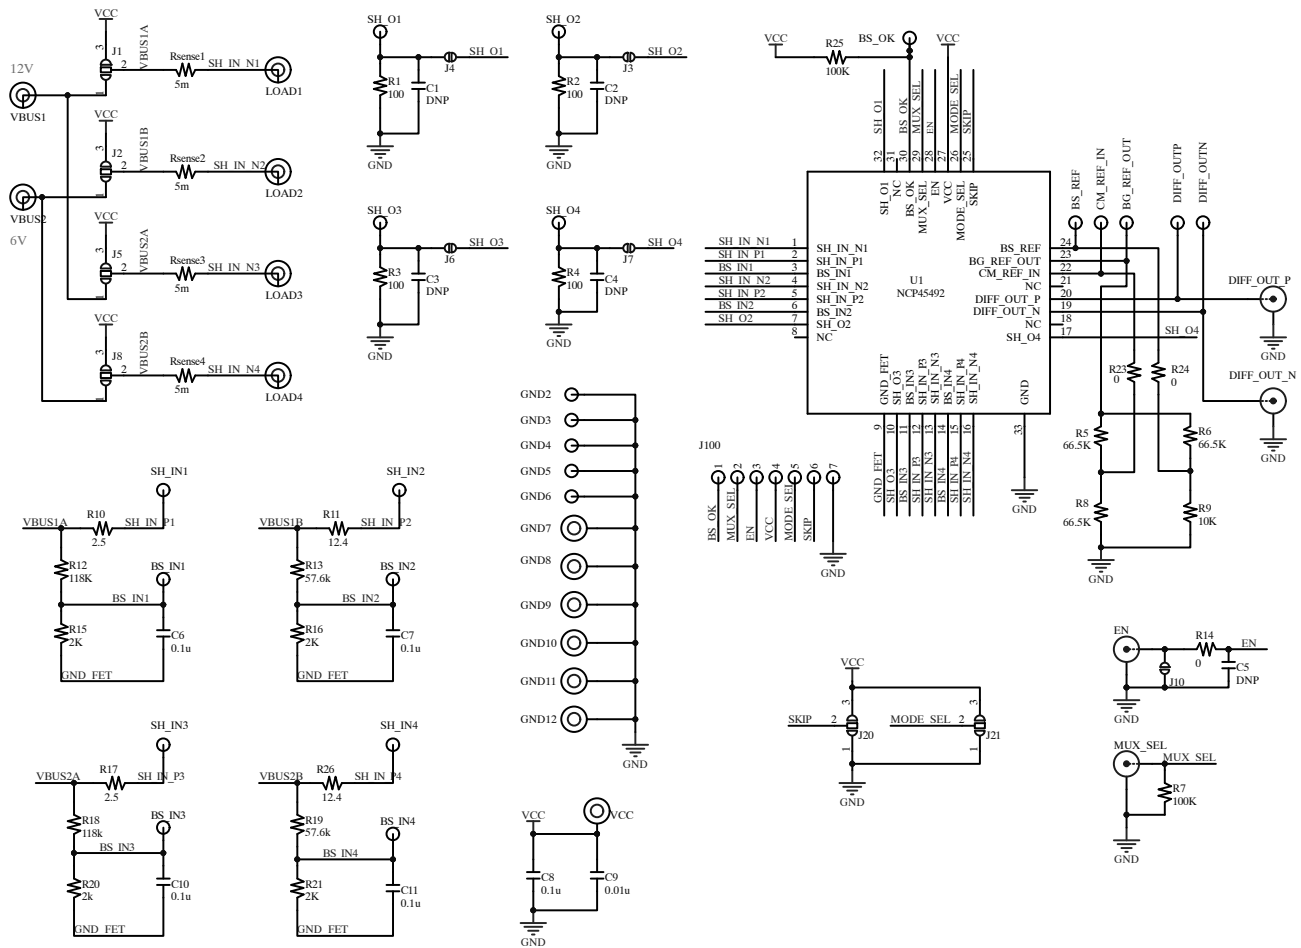 VCC
3
J1
2
1
VBUS1A
Rsense1
5m
SH_IN_N1
LOAD1
12V
VBUS1
VCC
3
J2
2
1
VBUS1B
Rsense2
5m
SH_IN_N2
LOAD2
VBUS2
6V
VCC
3
J5
2
1
VBUS2A
Rsense3
5m
SH_IN_N3
LOAD3
VCC
3
J8
2
1
VBUS2B
Rsense4
5m
SH_IN_N4
LOAD4
SH_O1
R1
100
C1
DNP
J4
SH_O1
GND
SH_O2
R2
100
C2
DNP
J3
SH_O2
GND
SH_O3
R3
100
C3
DNP
J6
SH_O3
GND
SH_O4
R4
100
C4
DNP
J7
SH_O4
GND
VCC
R25
100K
BS_OK
VCC
SH_O1
BS_OK
MUX_SEL
EN
MODE_SEL
SKIP
32
31
30
29
28
27
26
25
SH_O1
NC
BS_OK
MUX_SEL
EN
VCC
MODE_SEL
SKIP
SH_IN_N1 1 SH_IN_N1
SH_IN_P1 2 SH_IN_P1
BS_IN1 3 BS_IN1
SH_IN_N2 4 SH_IN_N2
SH_IN_P2 5 SH_IN_P2
BS_IN2 6 BS_IN2
SH_O2 7 SH_O2
8 NC
U1
NCP45492
BS_REF 24
BG_REF_OUT 23
CM_REF_IN 22
NC 21
DIFF_OUT_P 20
DIFF_OUT_N 19
NC 18
SH_O4 17
SH_O4
GND_FET
SH_O3
BS_IN3
SH_IN_P3
SH_IN_N3
BS_IN4
SH_IN_P4
SH_IN_N4
GND
9
10
11
12
13
14
15
16
33
GND_FET
SH_O3
BS_IN3
SH_IN_P3
SH_IN_N3
BS_IN4
SH_IN_P4
SH_IN_N4
GND
BS_REF
CM_REF_IN
BG_REF_OUT
DIFF_OUTP
DIFF_OUTN
DIFF_OUT_P
GND
DIFF_OUT_N
GND
R23
0
R24
0
R5
66.5K
R6
66.5K
R8
66.5K
R9
10K
GND
GND2
GND3
GND4
GND5
GND6
GND7
GND8
GND9
GND10
GND11
GND12
GND
J100
1
2
3
4
5
6
7
BS_OK
MUX_SEL
EN
VCC
MODE_SEL
SKIP
GND
SH_IN1
VBUS1A
R10
2.5
SH_IN_P1
R12
118K
BS_IN1
BS_IN1
R15
2K
C6
0.1u
GND_FET
SH_IN2
VBUS1B
R11
12.4
SH_IN_P2
R13
57.6k
BS_IN2
BS_IN2
R16
2K
C7
0.1u
GND_FET
SH_IN3
VBUS2A
R17
2.5
SH_IN_P3
R18
118k
BS_IN3
BS_IN3
R20
2k
C10
0.1u
GND_FET
SH_IN4
VBUS2B
R26
12.4
SH_IN_P4
R19
57.6k
BS_IN4
BS_IN4
R21
2K
C11
0.1u
GND_FET
VCC
VCC
C8
0.1u
C9
0.01u
GND
VCC
SKIP
2
3
1
J20
MODE_SEL
2
3
1
J21
GND
EN
R14
0
EN
J10
C5
DNP
GND
MUX_SEL
MUX_SEL
R7
100K
GND